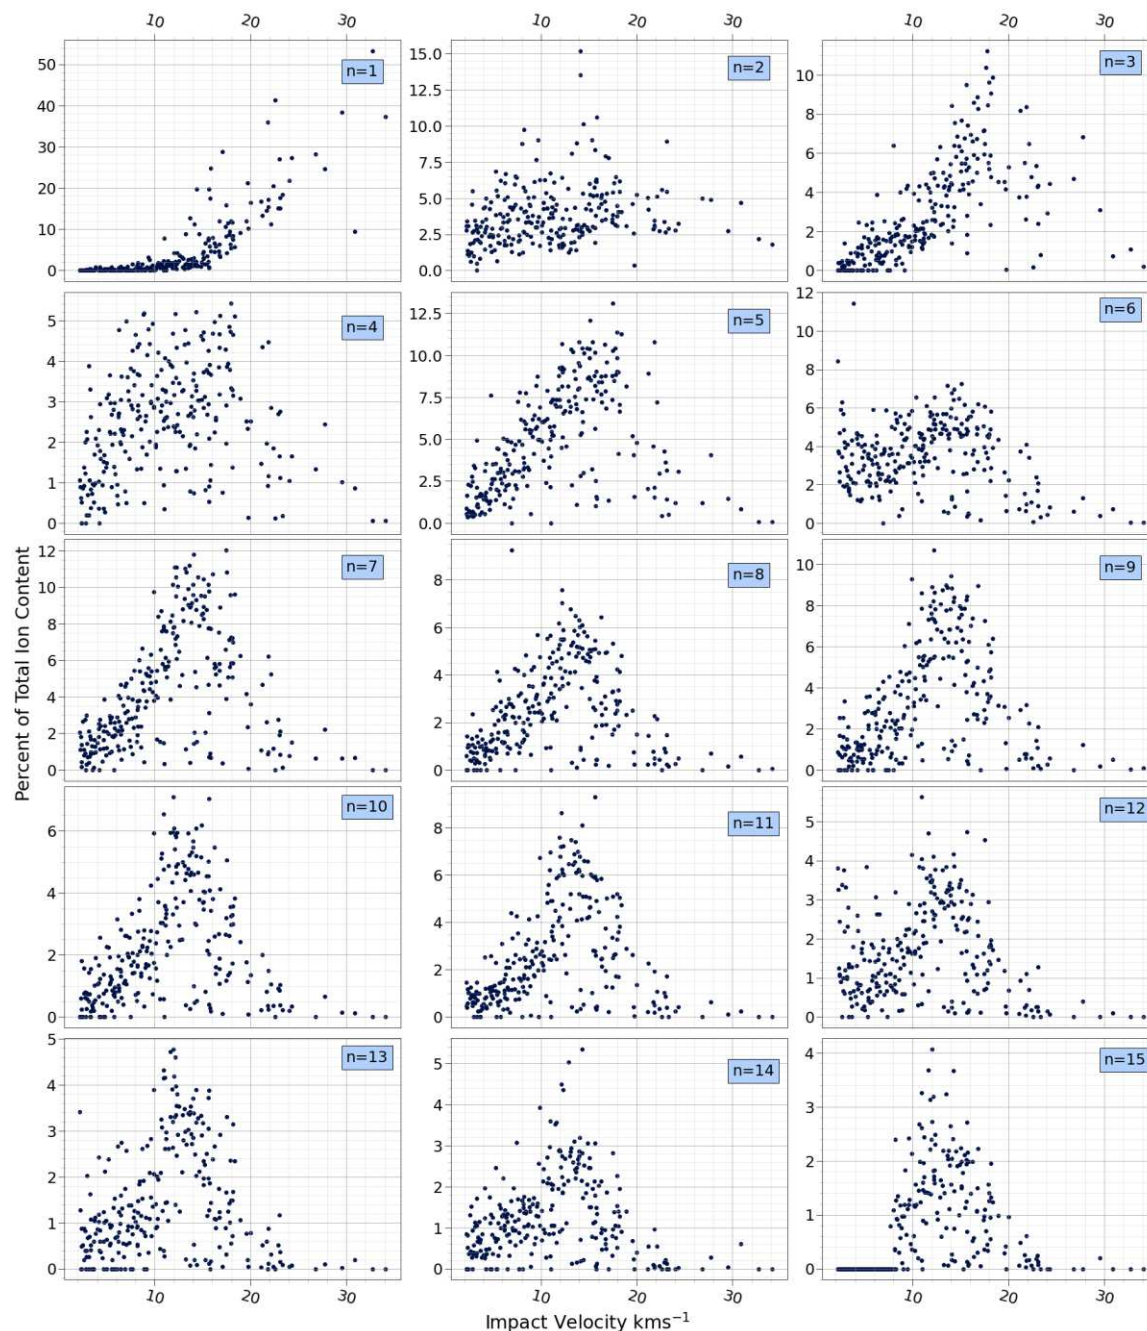 10 20 30 10 20 30 10 20 30
50 40 30 20 10 0 n=1
15.0 12.5 10.0 7.5 5.0 2.5 0.0 n=2
10 8 6 4 2 0 n=3
5 4 3 2 1 0 n=4
12.5 10.0 7.5 5.0 2.5 0.0 n=5
12 10 8 6 4 2 0 n=6
Percent of Total Ion Content
12 10 8 6 4 2 0 n=7
8 6 4 2 0 n=8
10 8 6 4 2 0 n=9
6 4 2 0 n=10
8 6 4 2 0 n=11
5 4 3 2 1 0 n=12
5 4 3 2 1 0 n=13
5 4 3 2 1 0 n=14
4 3 2 1 0 n=15
10 20 30 10 20 30 10 20 30
Impact Velocity kms⁻¹